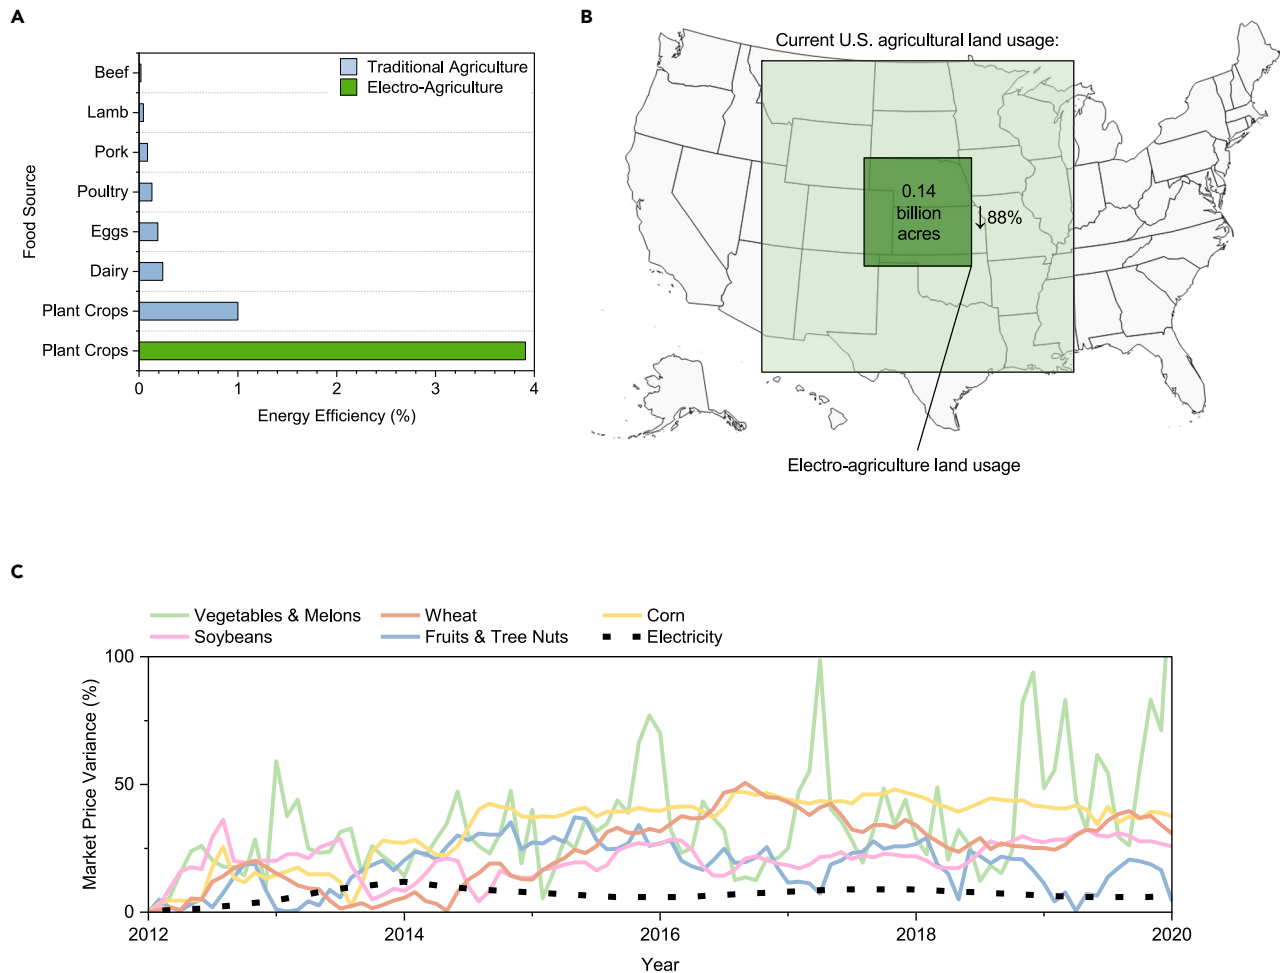 A
Traditional Agriculture
Electro-Agriculture
Food Source
Beef
Lamb
Pork
Poultry
Eggs
Dairy
Plant Crops
Plant Crops
0 1 2 3 4
Energy Efficiency (%)
B
Current U.S. agricultural land usage:
0.14
billion
acres
↓88%
Electro-agriculture land usage
C
Vegetables & Melons Wheat Corn
Soybeans Fruits & Tree Nuts Electricity
Market Price Variance (%)
100
50
0
2012 2014 2016 2018 2020
Year